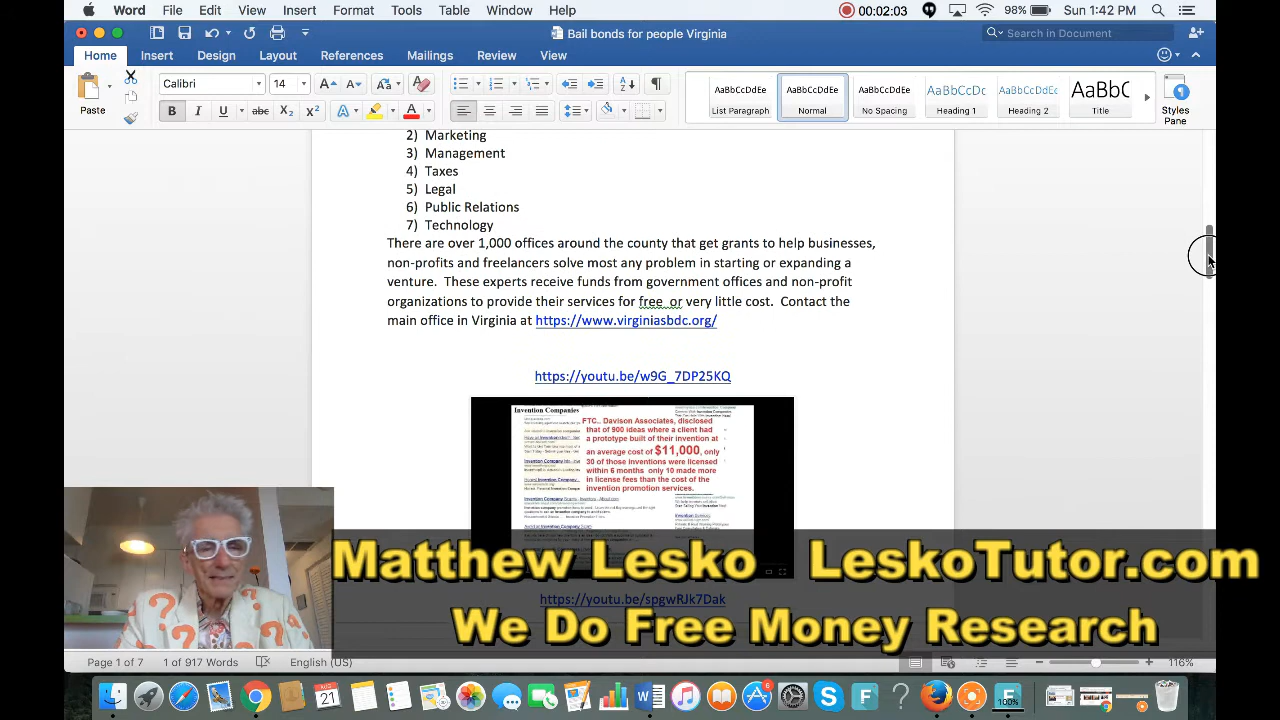 Word File Edit View Insert Format Tools Table Window Help 00:02:03 98% Sun 1:42 PM
Bail bonds for people Virginia
Search in Document
Home Insert Design Layout References Mailings Review View
Calibri 14
Paste
B I U abc X₂ X² A A
AaBbCcDdEe AaBbCcDdEe AaBbCcDdEe AaBbCcDc AaBbCcDdEe AaBbC
List Paragraph Normal No Spacing Heading 1 Heading 2 Title
Styles
Pane
2) Marketing
3) Management
4) Taxes
5) Legal
6) Public Relations
7) Technology
There are over 1,000 offices around the county that get grants to help businesses,
non-profits and freelancers solve most any problem in starting or expanding a
venture. These experts receive funds from government offices and non-profit
organizations to provide their services for free or very little cost. Contact the
main office in Virginia at https://www.virginiasbdc.org/
https://youtu.be/w9G_7DP25KQ
Invention Companies
FTC.. Davison Associates, disclosed
that of 900 ideas where a client had
a prototype built of their invention at
an average cost of $11,000, only
30 of those inventions were licensed
within 6 months only 10 made more
in license fees than the cost of the
invention promotion services.
https://youtu.be/spgwRJk7Dak
Matthew Lesko LeskoTutor.com
We Do Free Money Research
Page 1 of 7 1 of 917 Words English (US) 116%
JAN
21
6
100%